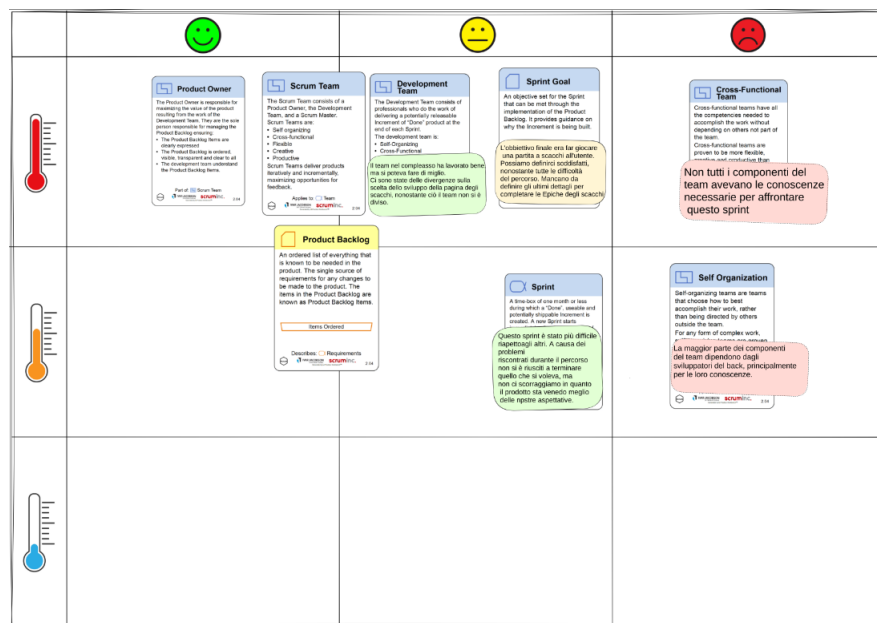 Product Owner
The Product Owner is responsible for
maximizing the value of the product
resulting from the work of the
Development Team. They are the sole
person responsible for managing the
Product Backlog ensuring:
• The Product Backlog items are
clearly expressed
• The Product Backlog is ordered,
visible, transparent and clear to all
• The development team understand
the Product Backlog Items.
Part of Scrum Team
scruminc.
Scrum Team
The Scrum Team consists of a
Product Owner, the Development
Team, and a Scrum Master.
Scrum Teams are
• Self organizing
• Cross-functional
• Flexible
• Creative
• Productive
Scrum Teams deliver products
iteratively and incrementally,
maximizing opportunities for
feedback.
Applies to Team
scruminc.
Development
Team
The Development Team consists of
professionals who do the work of
delivering a potentially releasable
Increment of "Done" product at the
end of each Sprint.
The development team is:
• Self-Organizing
• Cross-Functional
Il team nel compleasso ha lavorato bene,
ma si poteva fare di miglio.
Ci sono state delle divergenze sulla
scelta dello sviluppo della pagina degli
scacchi, nonostante ciò il team non si è
diviso.
Sprint Goal
An objective set for the Sprint
that can be met through the
implementation of the Product
Backlog. It provides guidance on
why the Increment is being built.
L'obbiettivo finale era far giocare
una partita a scacchi all'utente.
Possiamo definirci soddisfatti,
nonostante tutte le difficoltà
del percorso. Mancano da
definire gli ultimi dettagli per
completare le Epiche degli scacchi
Cross-Functional
Team
Cross-functional teams have all
the competencies needed to
accomplish the work without
depending on others not part of
the team.
Cross-functional teams are
proven to be more flexible,
creative and productive than
Non tutti i componenti del
team avevano le conoscenze
necessarie per affrontare
questo sprint
Product Backlog
An ordered list of everything that
is known to be needed in the
product. The single source of
requirements for any changes to
be made to the product. The
items in the Product Backlog are
known as Product Backlog Items.
Items Ordered
Describes: Requirements
scruminc.
Sprint
A time-box of one month or less
during which a "Done", useable and
potentially shippable Increment is
created. A new Sprint starts
Questo sprint è stato più difficile
rispettoagli altri. A causa dei
problemi
riscontrati durante il percorso
non si è riusciti a terminare
quello che si voleva, ma
non ci scorraggiamo in quanto
il prodotto sta venedo meglio
delle npstre aspettative.
Self Organization
Self-organizing teams are teams
that choose how to best
accomplish their work, rather
than being directed by others
outside the team.
For any form of complex work,
La maggior parte dei componenti
del team dipendono dagli
sviluppatori del back, principalmente
per le loro conoscenze.
scruminc.